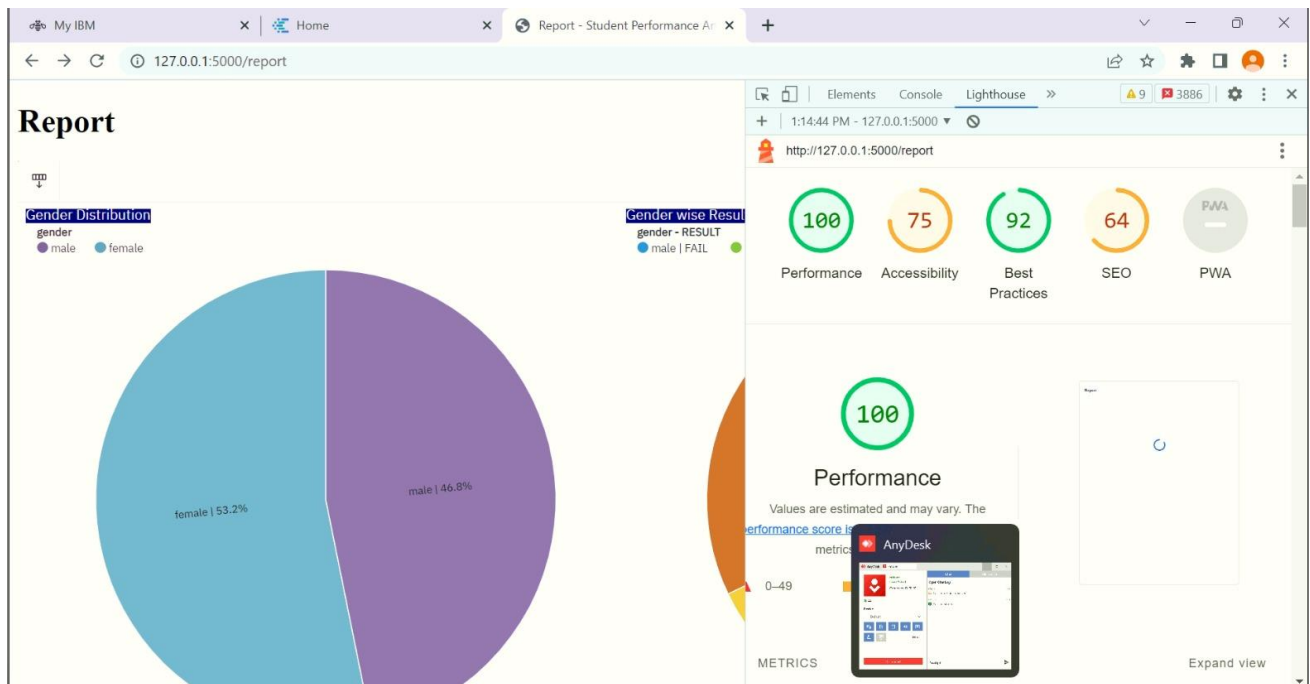 My IBM
Home
Report - Student Performance An
127.0.0.1:5000/report
Report
Gender Distribution
gender
male female
Gender wise Resul
gender - RESULT
male | FAIL
female | 53.2%
male | 46.8%
Elements Console Lighthouse » 9 3886
+ 1:14:44 PM - 127.0.0.1:5000
http://127.0.0.1:5000/report
100 75 92 64 PWA
Performance Accessibility Best Practices SEO PWA
100
Performance
Values are estimated and may vary. The
performance score is
metrics
AnyDesk
0–49
METRICS
Expand view
Report